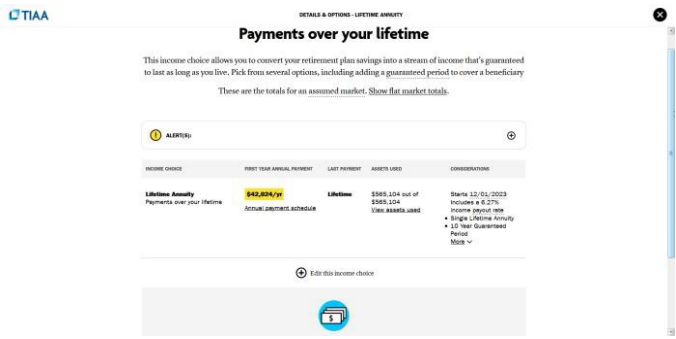 TIAA
DETAILS & OPTIONS - LIFETIME ANNUITY
Payments over your lifetime
This income choice allows you to convert your retirement plan savings into a stream of income that's guaranteed
to last as long as you live. Pick from several options, including adding a guaranteed period to cover a beneficiary
These are the totals for an assumed market. Show flat market totals.
ALERT(S):
INCOME CHOICE FIRST YEAR ANNUAL PAYMENT LAST PAYMENT ASSETS USED CONSIDERATIONS
Lifetime Annuity
Payments over your lifetime
$42,824/yr
Annual payment schedule
Lifetime
$585,104 out of
$585,104
View assets used
Starts 12/01/2023
Includes a 6.27%
income payout rate
• Single Lifetime Annuity
• 10 Year Guaranteed
Period
More
Edit this income choice
$